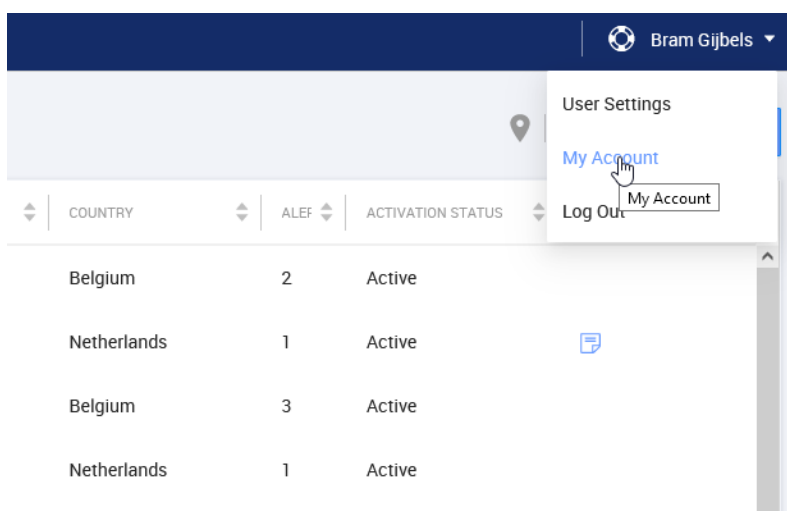 Bram Gijbels
User Settings
My Account
My Account
Log Out
COUNTRY
ALER
ACTIVATION STATUS
Belgium 2 Active
Netherlands 1 Active
Belgium 3 Active
Netherlands 1 Active